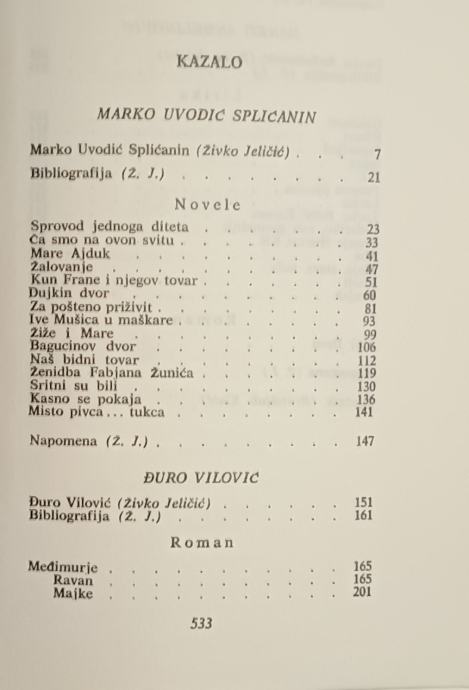 KAZALO
MARKO UVODIĆ SPLIĆANIN
Marko Uvodić Splićanin (Živko Jeličić) . . . 7
Bibliografija (Ž. J.) . . . . . . . 21
Novele
Sprovod jednoga diteta . . . . . . 23
Ča smo na ovon svitu . . . . . . . 33
Mare Ajduk . . . . . . . . 41
Žalovanje . . . . . . . . . 47
Kun Frane i njegov tovar . . . . . . 51
Dujkin dvor . . . . . . . . 60
Za pošteno priživit . . . . . . . 81
Ive Mušica u maškare . . . . . . . 93
Žiže i Mare . . . . . . . . 99
Bagucinov dvor . . . . . . . 106
Naš bidni tovar . . . . . . . 112
Ženidba Fabjana Žunića . . . . . . 119
Sritni su bili . . . . . . . . 130
Kasno se pokaja . . . . . . . 136
Misto pivca... tukca . . . . . . . 141
Napomena (Ž. J.) . . . . . . . . 147
ĐURO VILOVIĆ
Đuro Vilović (Živko Jeličić) . . . . . . 151
Bibliografija (Ž. J.) . . . . . . . 161
Roman
Međimurje . . . . . . . . . . 165
Ravan . . . . . . . . . . 165
Majke . . . . . . . . . . 201
533